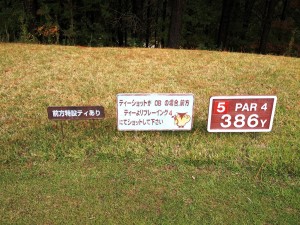 前方特設ティあり
ティーショットが OB の場合、前方
ティーよりプレーイング4
にてショットして下さい
5 PAR 4
386Y